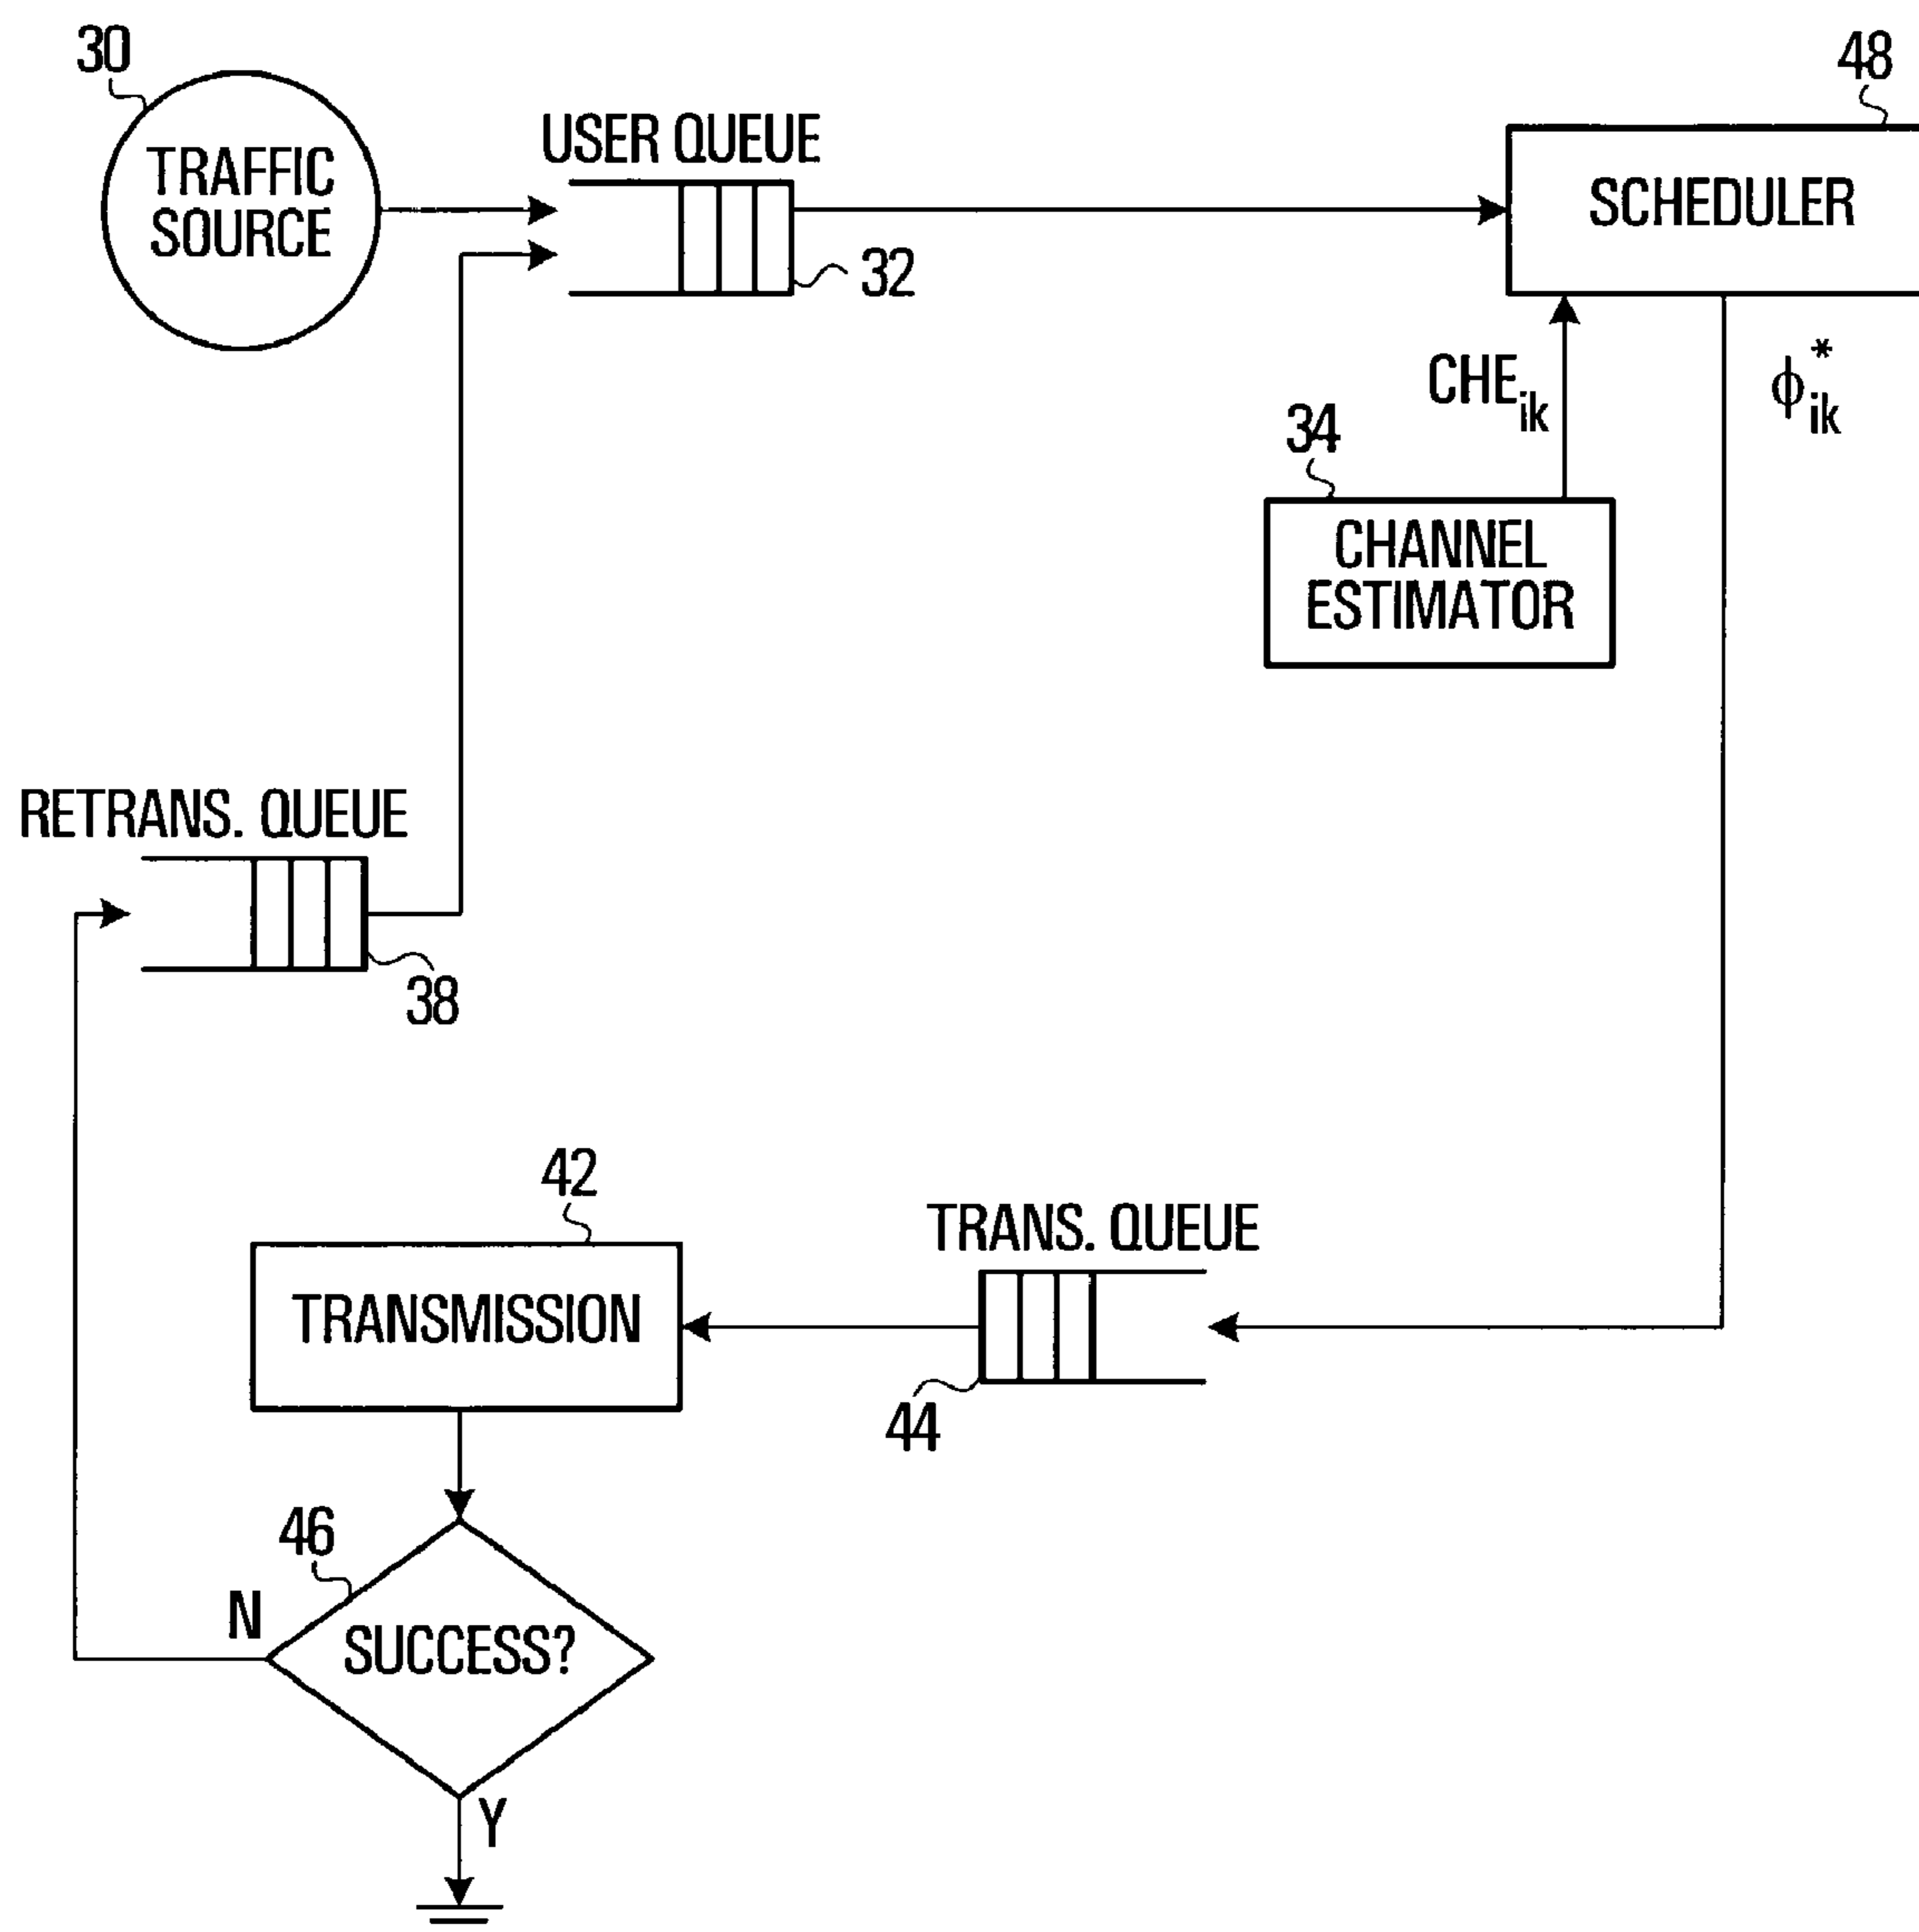 30
48
USER QUEUE
TRAFFIC
SOURCE
SCHEDULER
32
CHE_ik
ϕ*_ik
34
CHANNEL
ESTIMATOR
RETRANS. QUEUE
38
42
TRANS. QUEUE
TRANSMISSION
44
46
N
SUCCESS?
Y